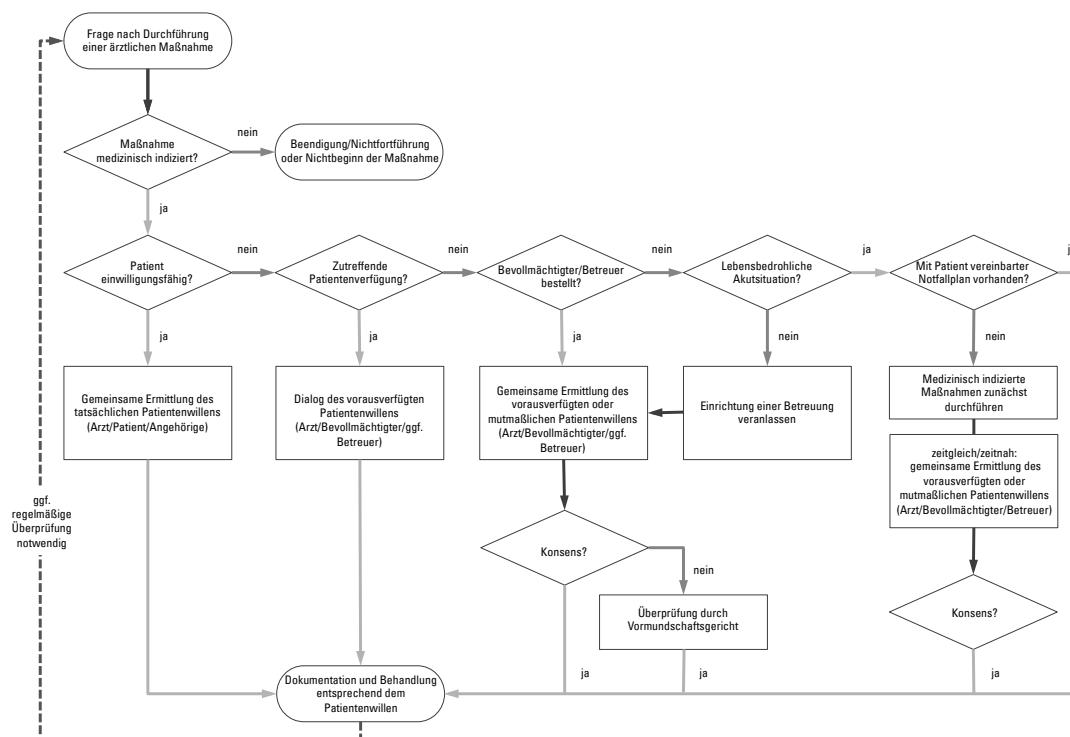 Frage nach Durchführung
einer ärztlichen Maßnahme
Maßnahme
medizinisch indiziert?
nein
Beendigung/Nichtfortführung
oder Nichtbeginn der Maßnahme
ja
Patient
einwilligungsfähig?
nein
Zutreffende
Patientenverfügung?
nein
Bevollmächtigter/Betreuer
bestellt?
nein
Lebensbedrohliche
Akutsituation?
ja
Mit Patient vereinbarter
Notfallplan vorhanden?
ja
ja
ja
nein
nein
Gemeinsame Ermittlung des
tatsächlichen Patientenwillens
(Arzt/Patient/Angehörige)
Dialog des vorausverfügten
Patientenwillens
(Arzt/Bevollmächtigter/ggf.
Betreuer)
Gemeinsame Ermittlung des
vorausverfügten oder
mutmaßlichen Patientenwillens
(Arzt/Bevollmächtigter/ggf.
Betreuer)
Einrichtung einer Betreuung
veranlassen
Medizinisch indizierte
Maßnahmen zunächst
durchführen
zeitgleich/zeitnah:
gemeinsame Ermittlung des
vorausverfügten oder
mutmaßlichen Patientenwillens
(Arzt/Bevollmächtigter/Betreuer)
ggf.
regelmäßige
Überprüfung
notwendig
Konsens?
nein
Überprüfung durch
Vormundschaftsgericht
Konsens?
ja
ja
ja
Dokumentation und Behandlung
entsprechend dem
Patientenwillen